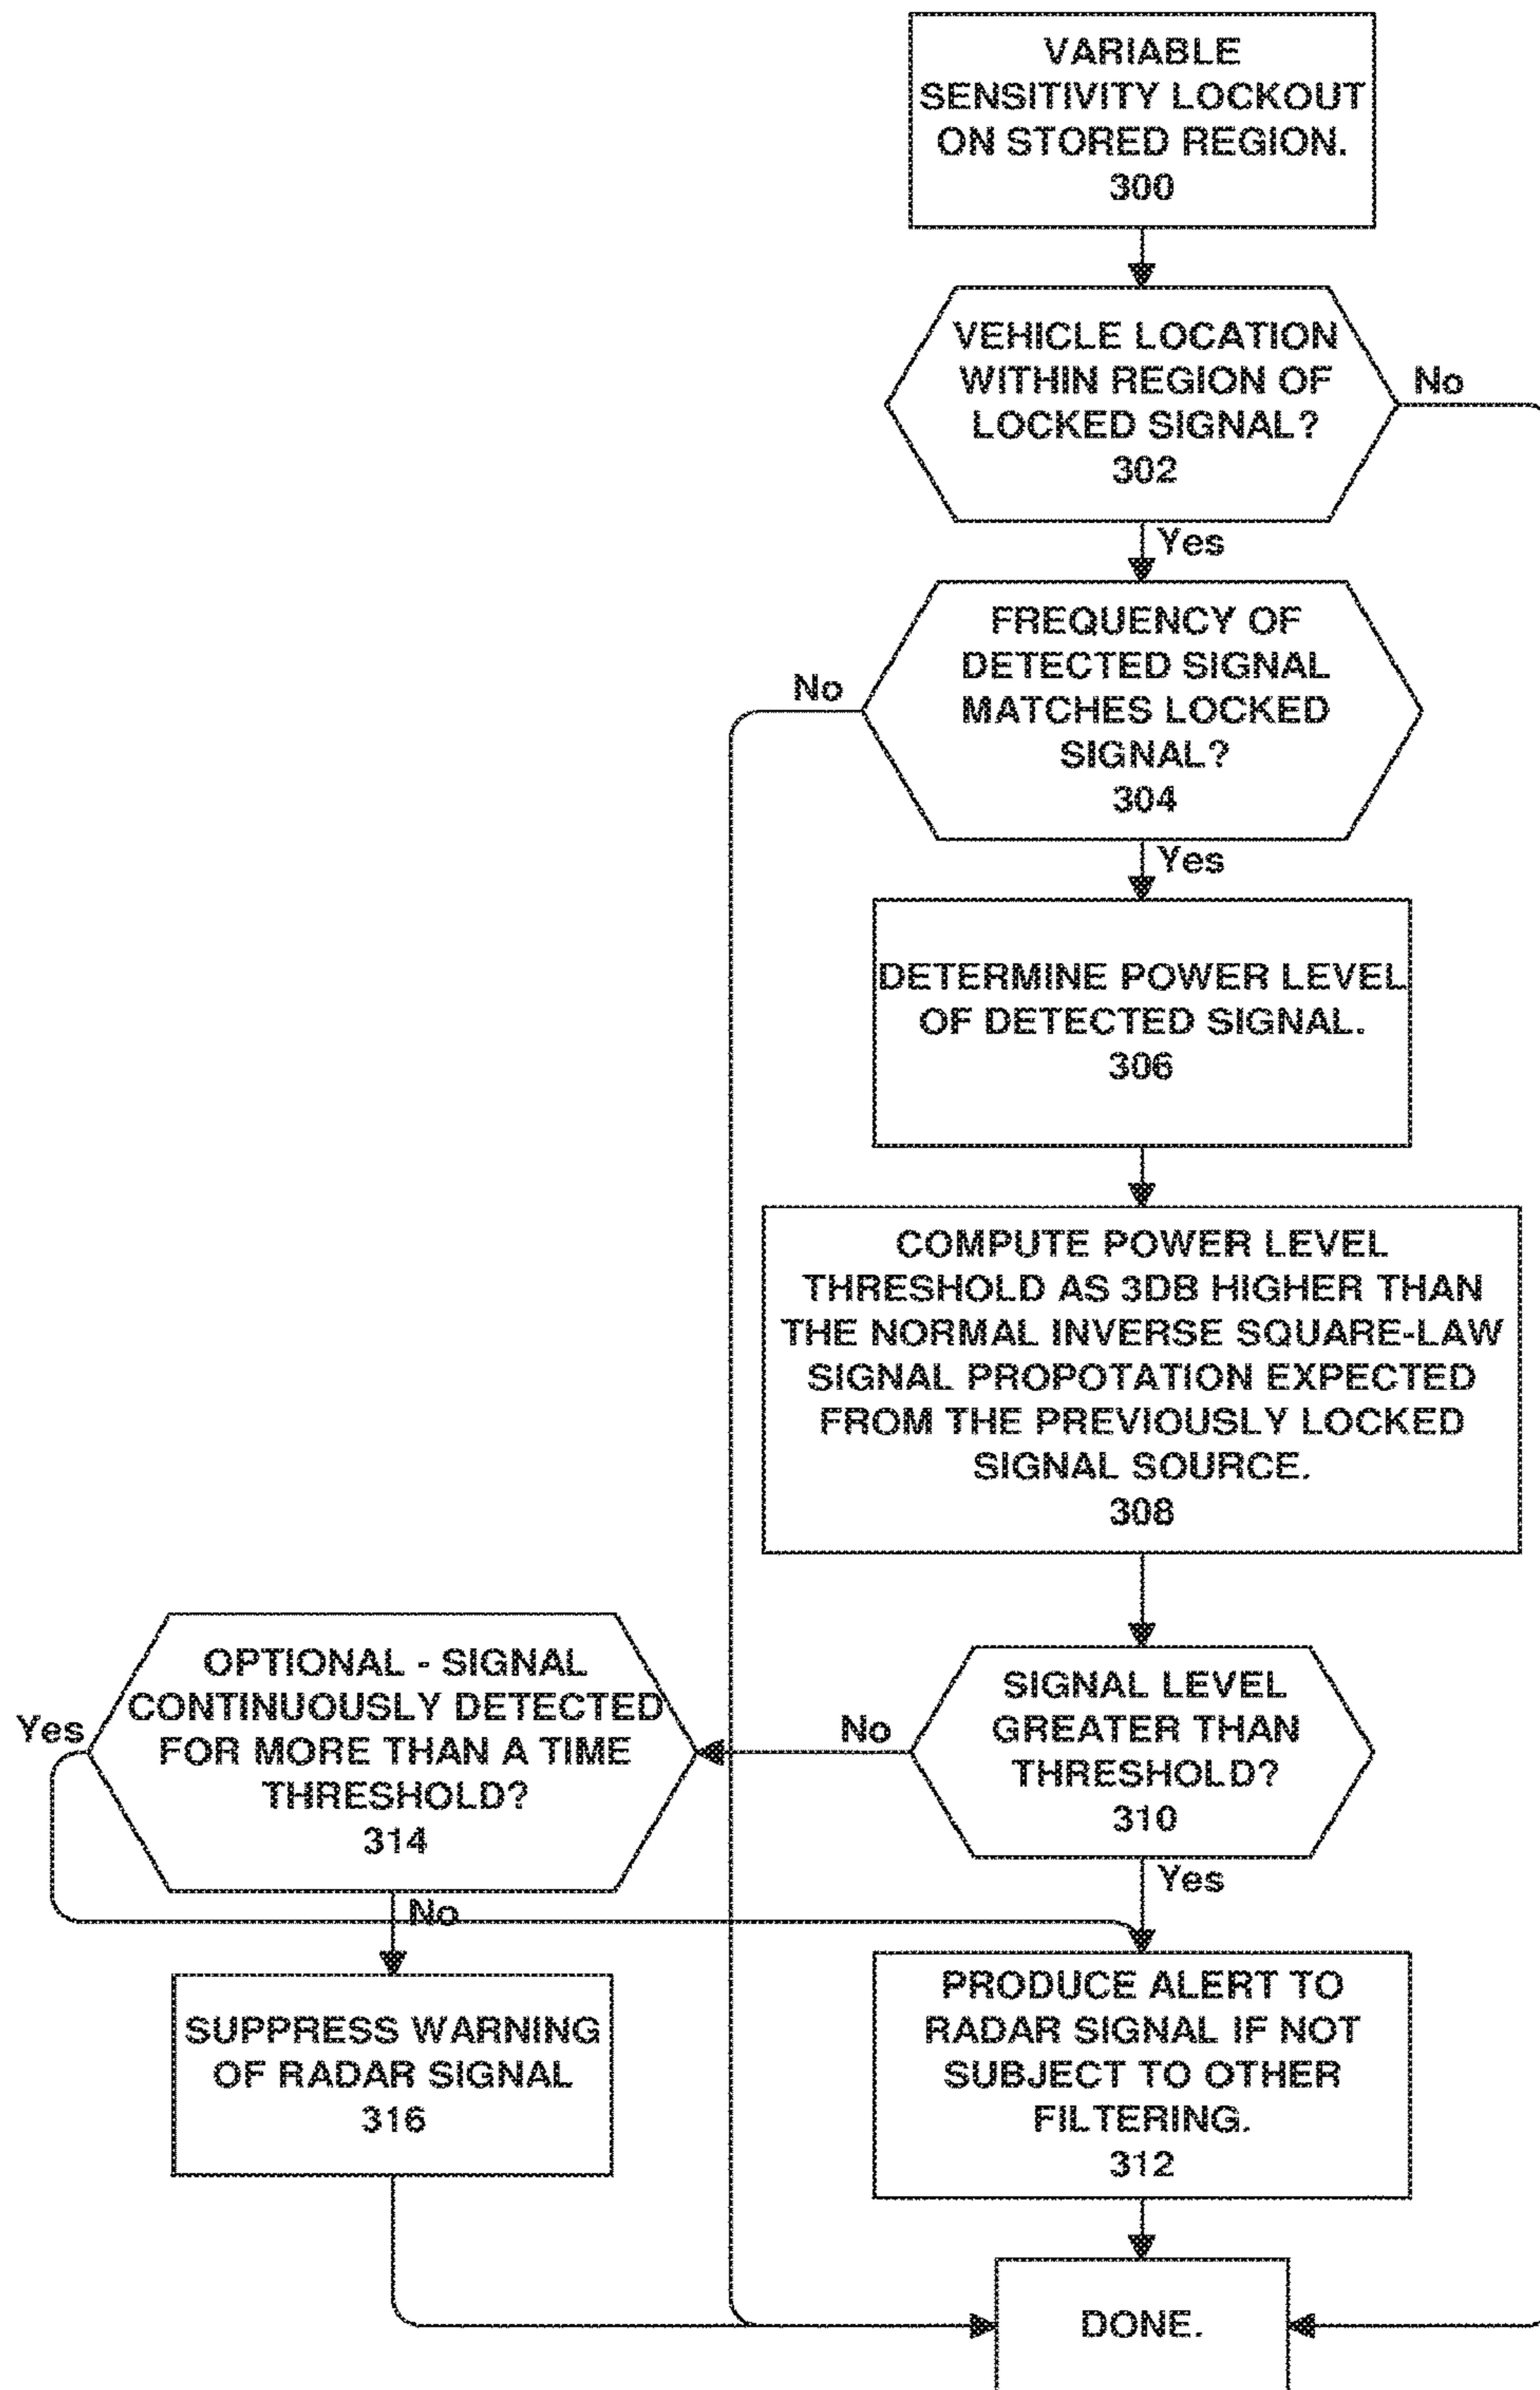 VARIABLE
SENSITIVITY LOCKOUT
ON STORED REGION.
300
VEHICLE LOCATION
WITHIN REGION OF
LOCKED SIGNAL?
302
No
Yes
FREQUENCY OF
DETECTED SIGNAL
MATCHES LOCKED
SIGNAL?
304
No
Yes
DETERMINE POWER LEVEL
OF DETECTED SIGNAL.
306
COMPUTE POWER LEVEL
THRESHOLD AS 3DB HIGHER THAN
THE NORMAL INVERSE SQUARE-LAW
SIGNAL PROPOTATION EXPECTED
FROM THE PREVIOUSLY LOCKED
SIGNAL SOURCE.
308
SIGNAL LEVEL
GREATER THAN
THRESHOLD?
310
No
Yes
OPTIONAL - SIGNAL
CONTINUOUSLY DETECTED
FOR MORE THAN A TIME
THRESHOLD?
314
Yes
No
SUPPRESS WARNING
OF RADAR SIGNAL
316
PRODUCE ALERT TO
RADAR SIGNAL IF NOT
SUBJECT TO OTHER
FILTERING.
312
DONE.